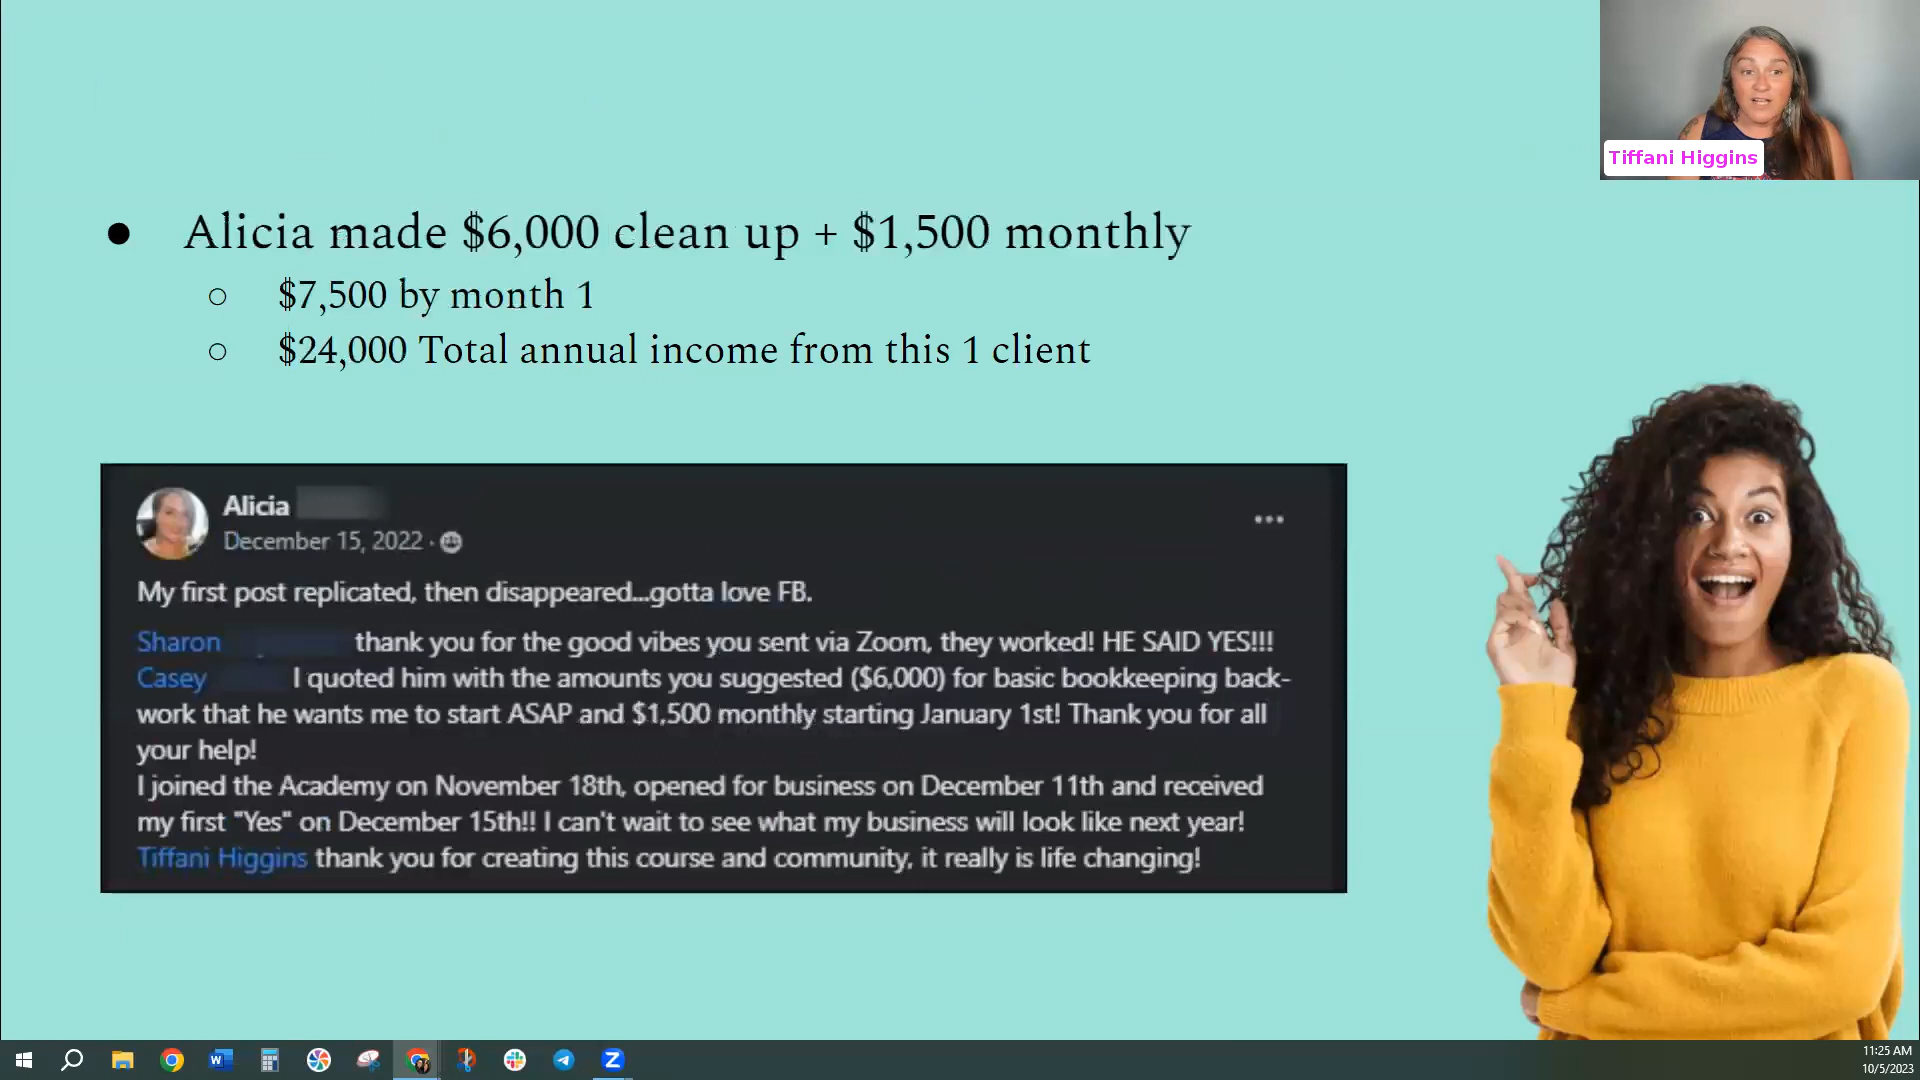 Tiffani Higgins
● Alicia made $6,000 clean up + $1,500 monthly
○ $7,500 by month 1
○ $24,000 Total annual income from this 1 client
Alicia
December 15, 2022 ·
My first post replicated, then disappeared...gotta love FB.
Sharon thank you for the good vibes you sent via Zoom, they worked! HE SAID YES!!!
Casey I quoted him with the amounts you suggested ($6,000) for basic bookkeeping back-
work that he wants me to start ASAP and $1,500 monthly starting January 1st! Thank you for all
your help!
I joined the Academy on November 18th, opened for business on December 11th and received
my first "Yes" on December 15th!! I can't wait to see what my business will look like next year!
Tiffani Higgins thank you for creating this course and community, it really is life changing!
11:25 AM
10/5/2023